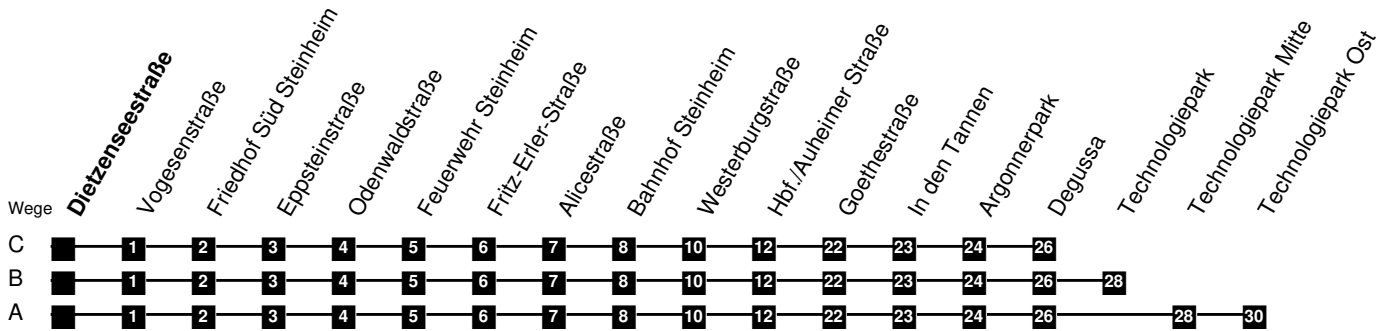 Dietzenseestraße
Vogesenstraße
Friedhof Süd Steinheim
Eppsteinstraße
Odenwaldstraße
Feuerwehr Steinheim
Fritz-Erler-Straße
Alicestraße
Bahnhof Steinheim
Westerburgstraße
Hbf./Auheimer Straße
Goethestraße
In den Tannen
Argonnerpark
Degussa
Technologiepark
Technologiepark Mitte
Technologiepark Ost
Wege
C 1 2 3 4 5 6 7 8 10 12 22 23 24 26
B 1 2 3 4 5 6 7 8 10 12 22 23 24 26 28
A 1 2 3 4 5 6 7 8 10 12 22 23 24 26 28 30